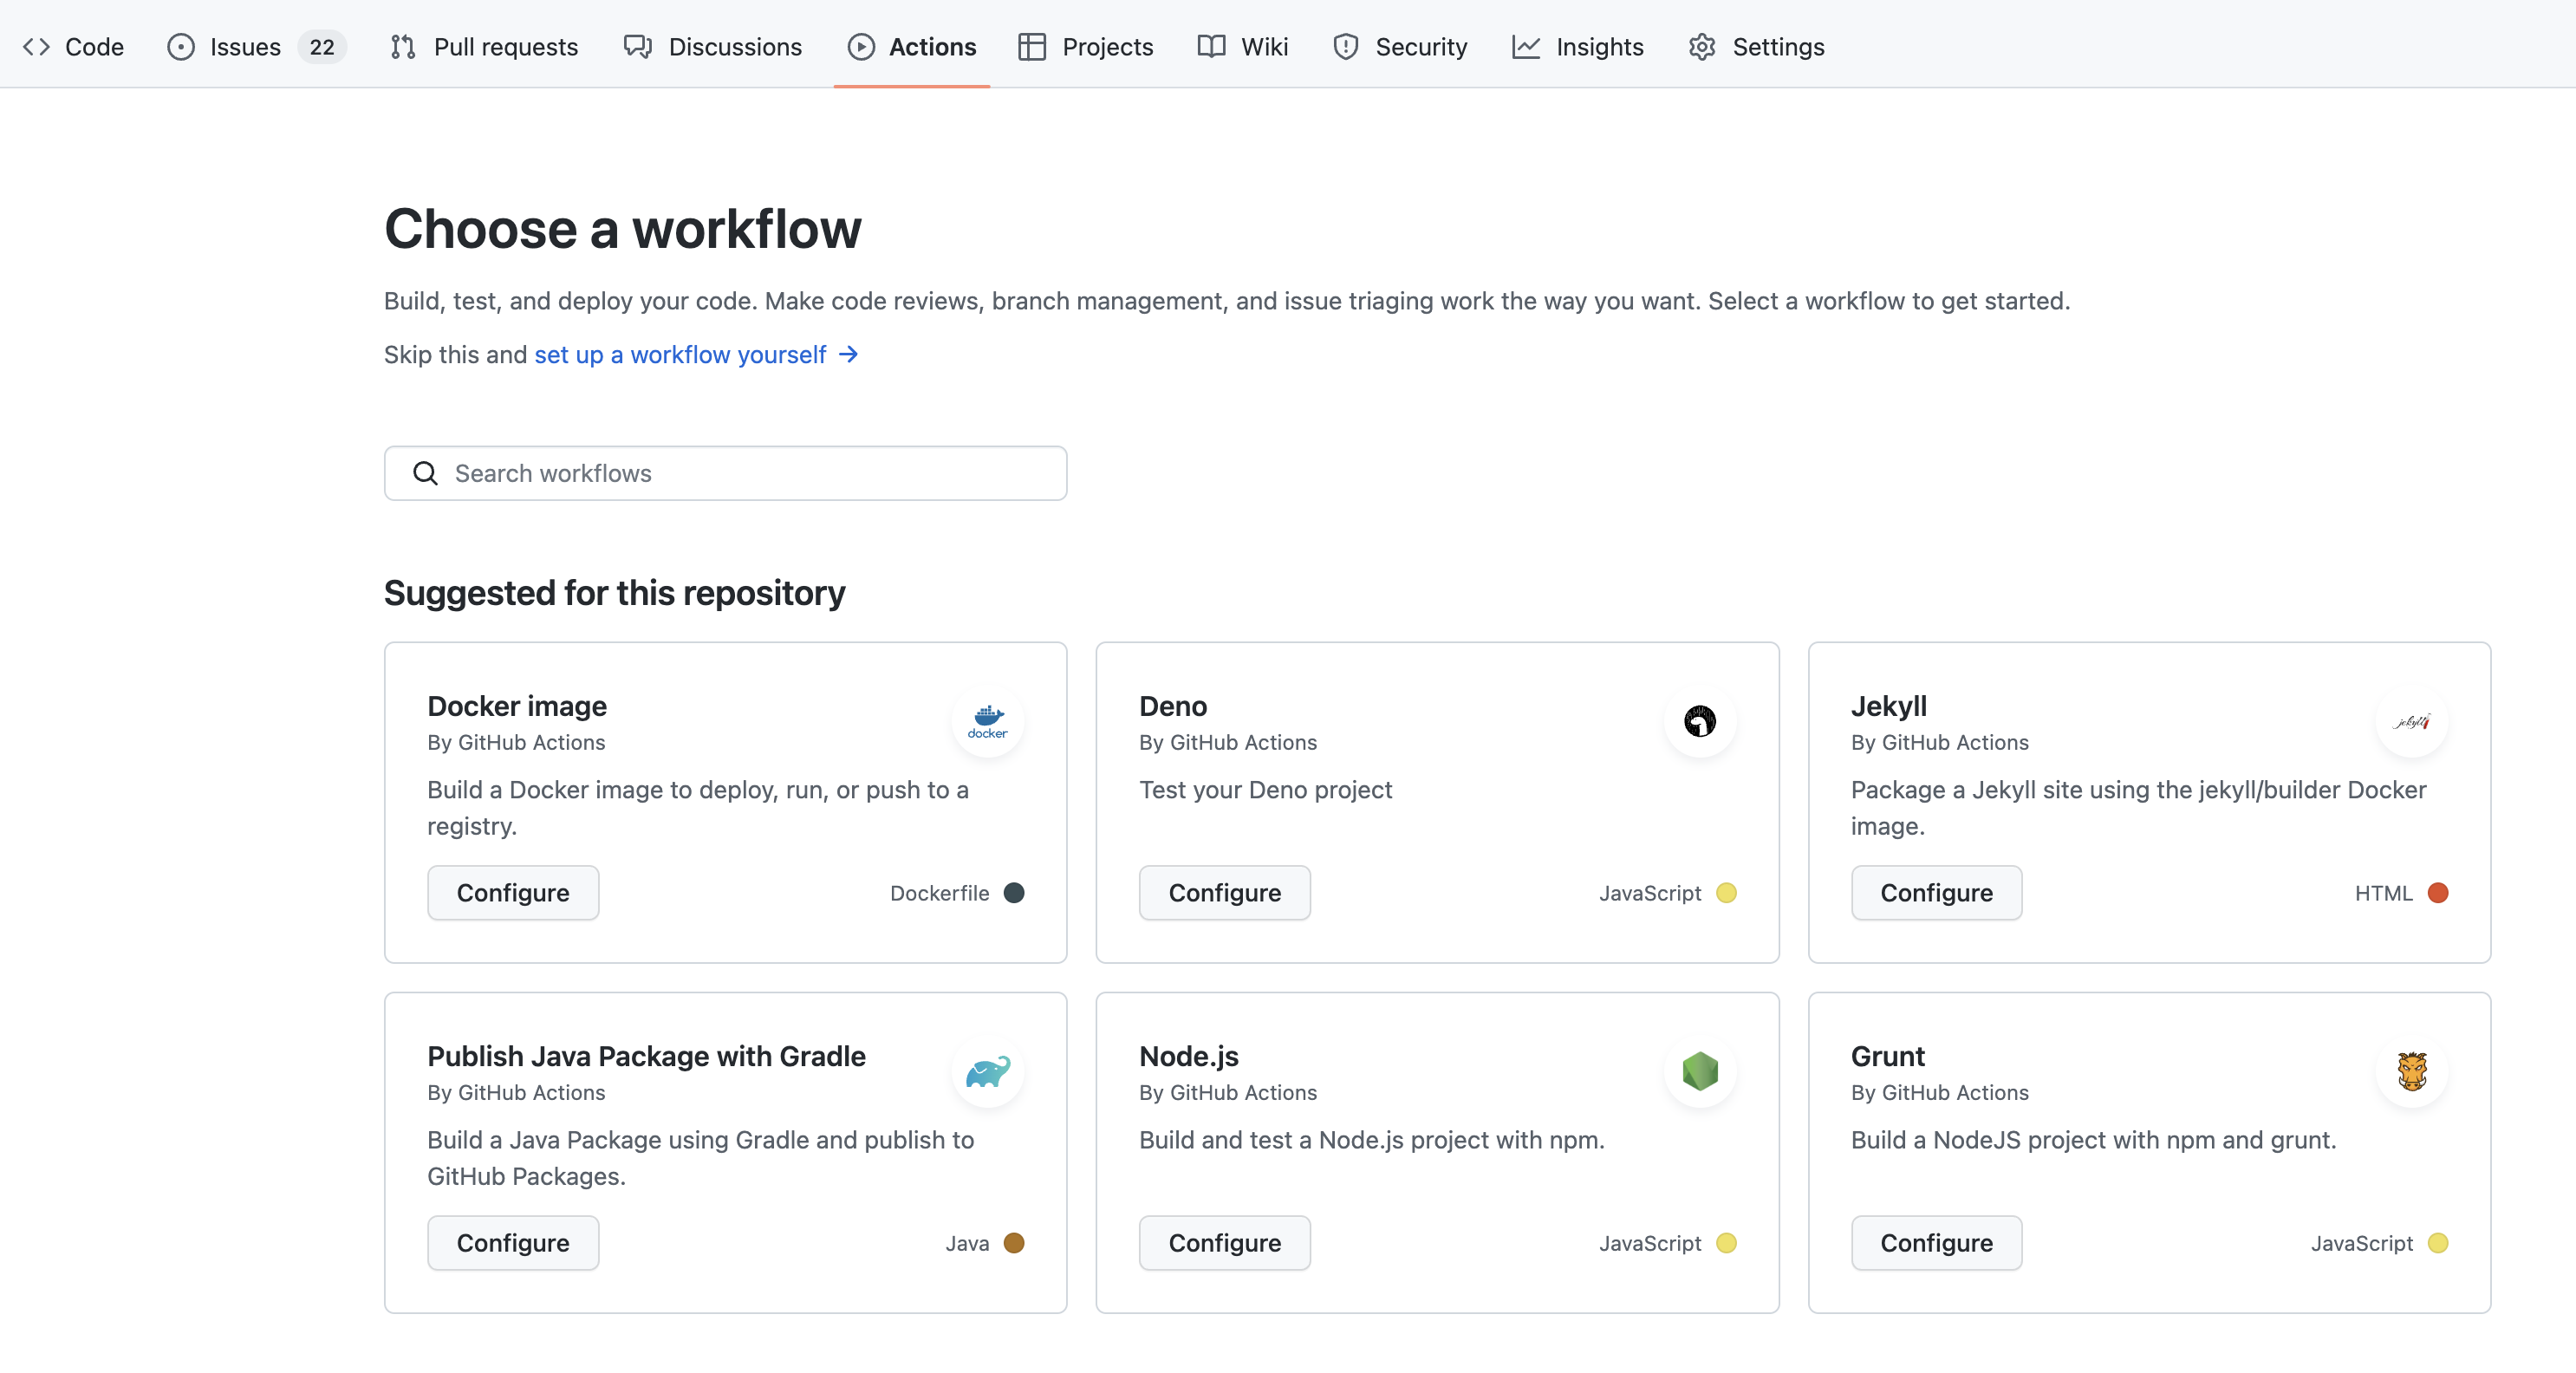 Code Issues 22 Pull requests Discussions Actions Projects Wiki Security Insights Settings
Choose a workflow
Build, test, and deploy your code. Make code reviews, branch management, and issue triaging work the way you want. Select a workflow to get started.
Skip this and set up a workflow yourself →
Search workflows
Suggested for this repository
Docker image
By GitHub Actions
docker
Build a Docker image to deploy, run, or push to a
registry.
Configure
Dockerfile
Deno
By GitHub Actions
Test your Deno project
Configure
JavaScript
Jekyll
By GitHub Actions
jekyll
Package a Jekyll site using the jekyll/builder Docker
image.
Configure
HTML
Publish Java Package with Gradle
By GitHub Actions
Build a Java Package using Gradle and publish to
GitHub Packages.
Configure
Java
Node.js
By GitHub Actions
Build and test a Node.js project with npm.
Configure
JavaScript
Grunt
By GitHub Actions
Build a NodeJS project with npm and grunt.
Configure
JavaScript